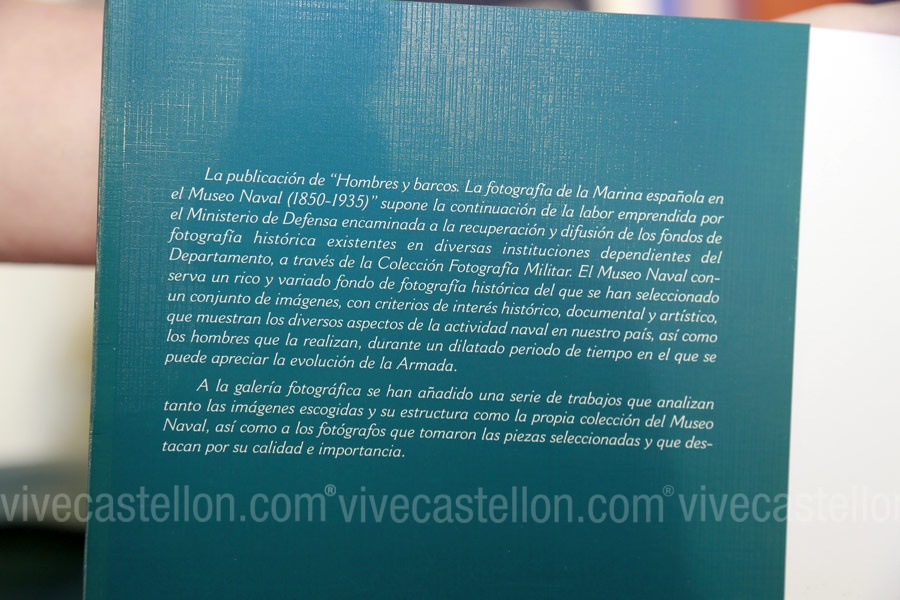 La publicación de “Hombres y barcos. La fotografía de la Marina española en
el Museo Naval (1850-1935)” supone la continuación de la labor emprendida por
el Ministerio de Defensa encaminada a la recuperación y difusión de los fondos de
fotografía histórica existentes en diversas instituciones dependientes del
Departamento, a través de la Colección Fotografía Militar. El Museo Naval con-
serva un rico y variado fondo de fotografía histórica del que se han seleccionado
un conjunto de imágenes, con criterios de interés histórico, documental y artístico,
que muestran los diversos aspectos de la actividad naval en nuestro país, así como
los hombres que la realizan, durante un dilatado periodo de tiempo en el que se
puede apreciar la evolución de la Armada.
A la galería fotográfica se han añadido una serie de trabajos que analizan
tanto las imágenes escogidas y su estructura como la propia colección del Museo
Naval, así como a los fotógrafos que tomaron las piezas seleccionadas y que des-
tacan por su calidad e importancia.
vivecastellon.com® vivecastellon.com® vivecastellon